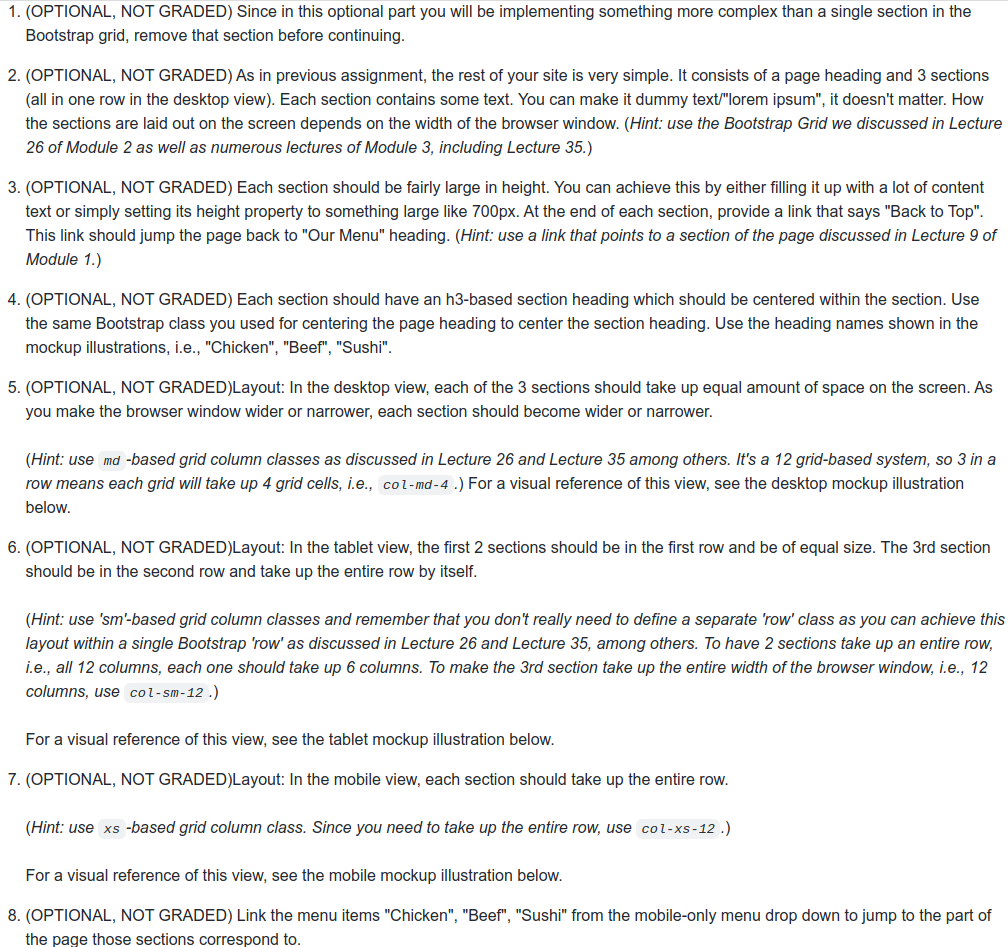 1. (OPTIONAL, NOT GRADED) Since in this optional part you will be implementing something more complex than a single section in the
Bootstrap grid, remove that section before continuing.
2. (OPTIONAL, NOT GRADED) As in previous assignment, the rest of your site is very simple. It consists of a page heading and 3 sections
(all in one row in the desktop view). Each section contains some text. You can make it dummy text/"lorem ipsum", it doesn't matter. How
the sections are laid out on the screen depends on the width of the browser window. (Hint: use the Bootstrap Grid we discussed in Lecture
26 of Module 2 as well as numerous lectures of Module 3, including Lecture 35.)
3. (OPTIONAL, NOT GRADED) Each section should be fairly large in height. You can achieve this by either filling it up with a lot of content
text or simply setting its height property to something large like 700px. At the end of each section, provide a link that says "Back to Top".
This link should jump the page back to "Our Menu" heading. (Hint: use a link that points to a section of the page discussed in Lecture 9 of
Module 1.)
4. (OPTIONAL, NOT GRADED) Each section should have an h3-based section heading which should be centered within the section. Use
the same Bootstrap class you used for centering the page heading to center the section heading. Use the heading names shown in the
mockup illustrations, i.e., "Chicken", "Beef", "Sushi".
5. (OPTIONAL, NOT GRADED)Layout: In the desktop view, each of the 3 sections should take up equal amount of space on the screen. As
you make the browser window wider or narrower, each section should become wider or narrower.
(Hint: use md -based grid column classes as discussed in Lecture 26 and Lecture 35 among others. It's a 12 grid-based system, so 3 in a
row means each grid will take up 4 grid cells, i.e., col-md-4 .) For a visual reference of this view, see the desktop mockup illustration
below.
6. (OPTIONAL, NOT GRADED)Layout: In the tablet view, the first 2 sections should be in the first row and be of equal size. The 3rd section
should be in the second row and take up the entire row by itself.
(Hint: use 'sm'-based grid column classes and remember that you don't really need to define a separate 'row' class as you can achieve this
layout within a single Bootstrap 'row' as discussed in Lecture 26 and Lecture 35, among others. To have 2 sections take up an entire row,
i.e., all 12 columns, each one should take up 6 columns. To make the 3rd section take up the entire width of the browser window, i.e., 12
columns, use col-sm-12 .)
For a visual reference of this view, see the tablet mockup illustration below.
7. (OPTIONAL, NOT GRADED)Layout: In the mobile view, each section should take up the entire row.
(Hint: use xs -based grid column class. Since you need to take up the entire row, use col-xs-12 .)
For a visual reference of this view, see the mobile mockup illustration below.
8. (OPTIONAL, NOT GRADED) Link the menu items "Chicken", "Beef", "Sushi" from the mobile-only menu drop down to jump to the part of
the page those sections correspond to.